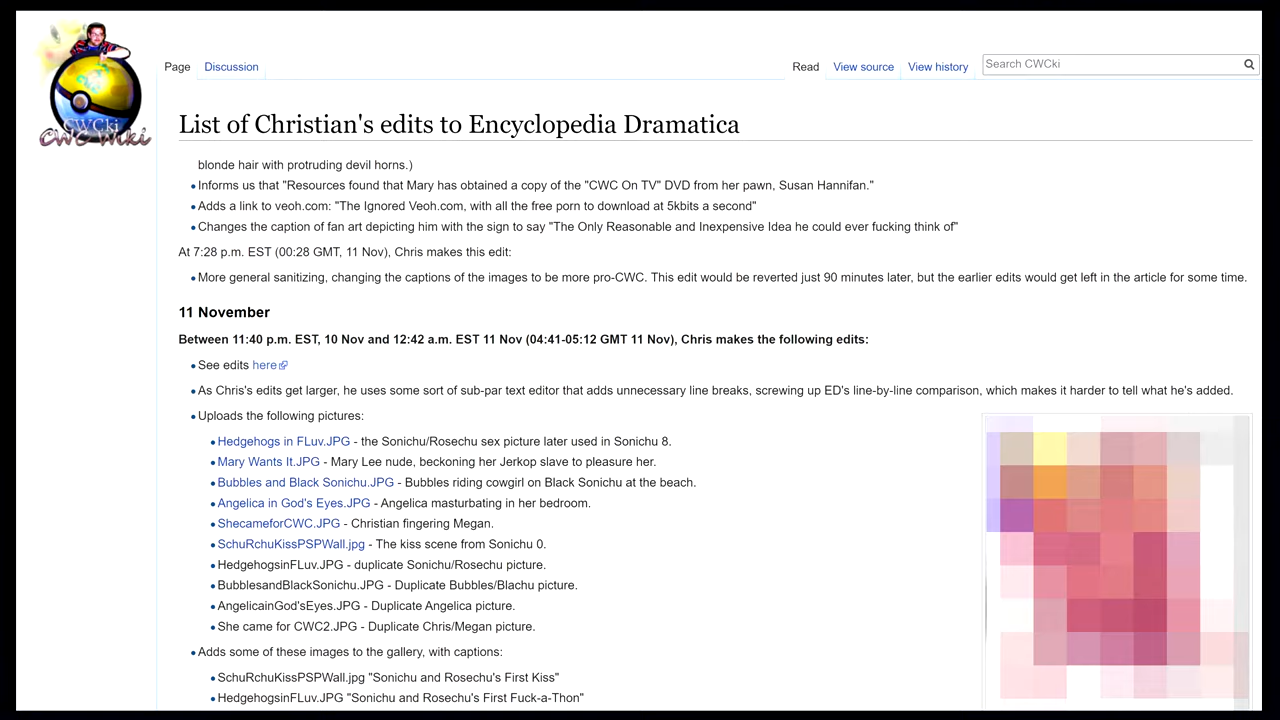 Page
Discussion
Read
View source
View history
Search CWCki
CWCki
CWC Wiki
List of Christian's edits to Encyclopedia Dramatica
blonde hair with protruding devil horns.)
Informs us that "Resources found that Mary has obtained a copy of the "CWC On TV" DVD from her pawn, Susan Hannifan."
Adds a link to veoh.com: "The Ignored Veoh.com, with all the free porn to download at 5kbits a second"
Changes the caption of fan art depicting him with the sign to say "The Only Reasonable and Inexpensive Idea he could ever fucking think of"
At 7:28 p.m. EST (00:28 GMT, 11 Nov), Chris makes this edit:
More general sanitizing, changing the captions of the images to be more pro-CWC. This edit would be reverted just 90 minutes later, but the earlier edits would get left in the article for some time.
11 November
Between 11:40 p.m. EST, 10 Nov and 12:42 a.m. EST 11 Nov (04:41-05:12 GMT 11 Nov), Chris makes the following edits:
See edits here
As Chris's edits get larger, he uses some sort of sub-par text editor that adds unnecessary line breaks, screwing up ED's line-by-line comparison, which makes it harder to tell what he's added.
Uploads the following pictures:
Hedgehogs in FLuv.JPG - the Sonichu/Rosechu sex picture later used in Sonichu 8.
Mary Wants It.JPG - Mary Lee nude, beckoning her Jerkop slave to pleasure her.
Bubbles and Black Sonichu.JPG - Bubbles riding cowgirl on Black Sonichu at the beach.
Angelica in God's Eyes.JPG - Angelica masturbating in her bedroom.
ShecameforCWC.JPG - Christian fingering Megan.
SchuRchuKissPSPWall.jpg - The kiss scene from Sonichu 0.
HedgehogsinFLuv.JPG - duplicate Sonichu/Rosechu picture.
BubblesandBlackSonichu.JPG - Duplicate Bubbles/Blachu picture.
AngelicainGod'sEyes.JPG - Duplicate Angelica picture.
She came for CWC2.JPG - Duplicate Chris/Megan picture.
Adds some of these images to the gallery, with captions:
SchuRchuKissPSPWall.jpg "Sonichu and Rosechu's First Kiss"
HedgehogsinFLuv.JPG "Sonichu and Rosechu's First Fuck-a-Thon"